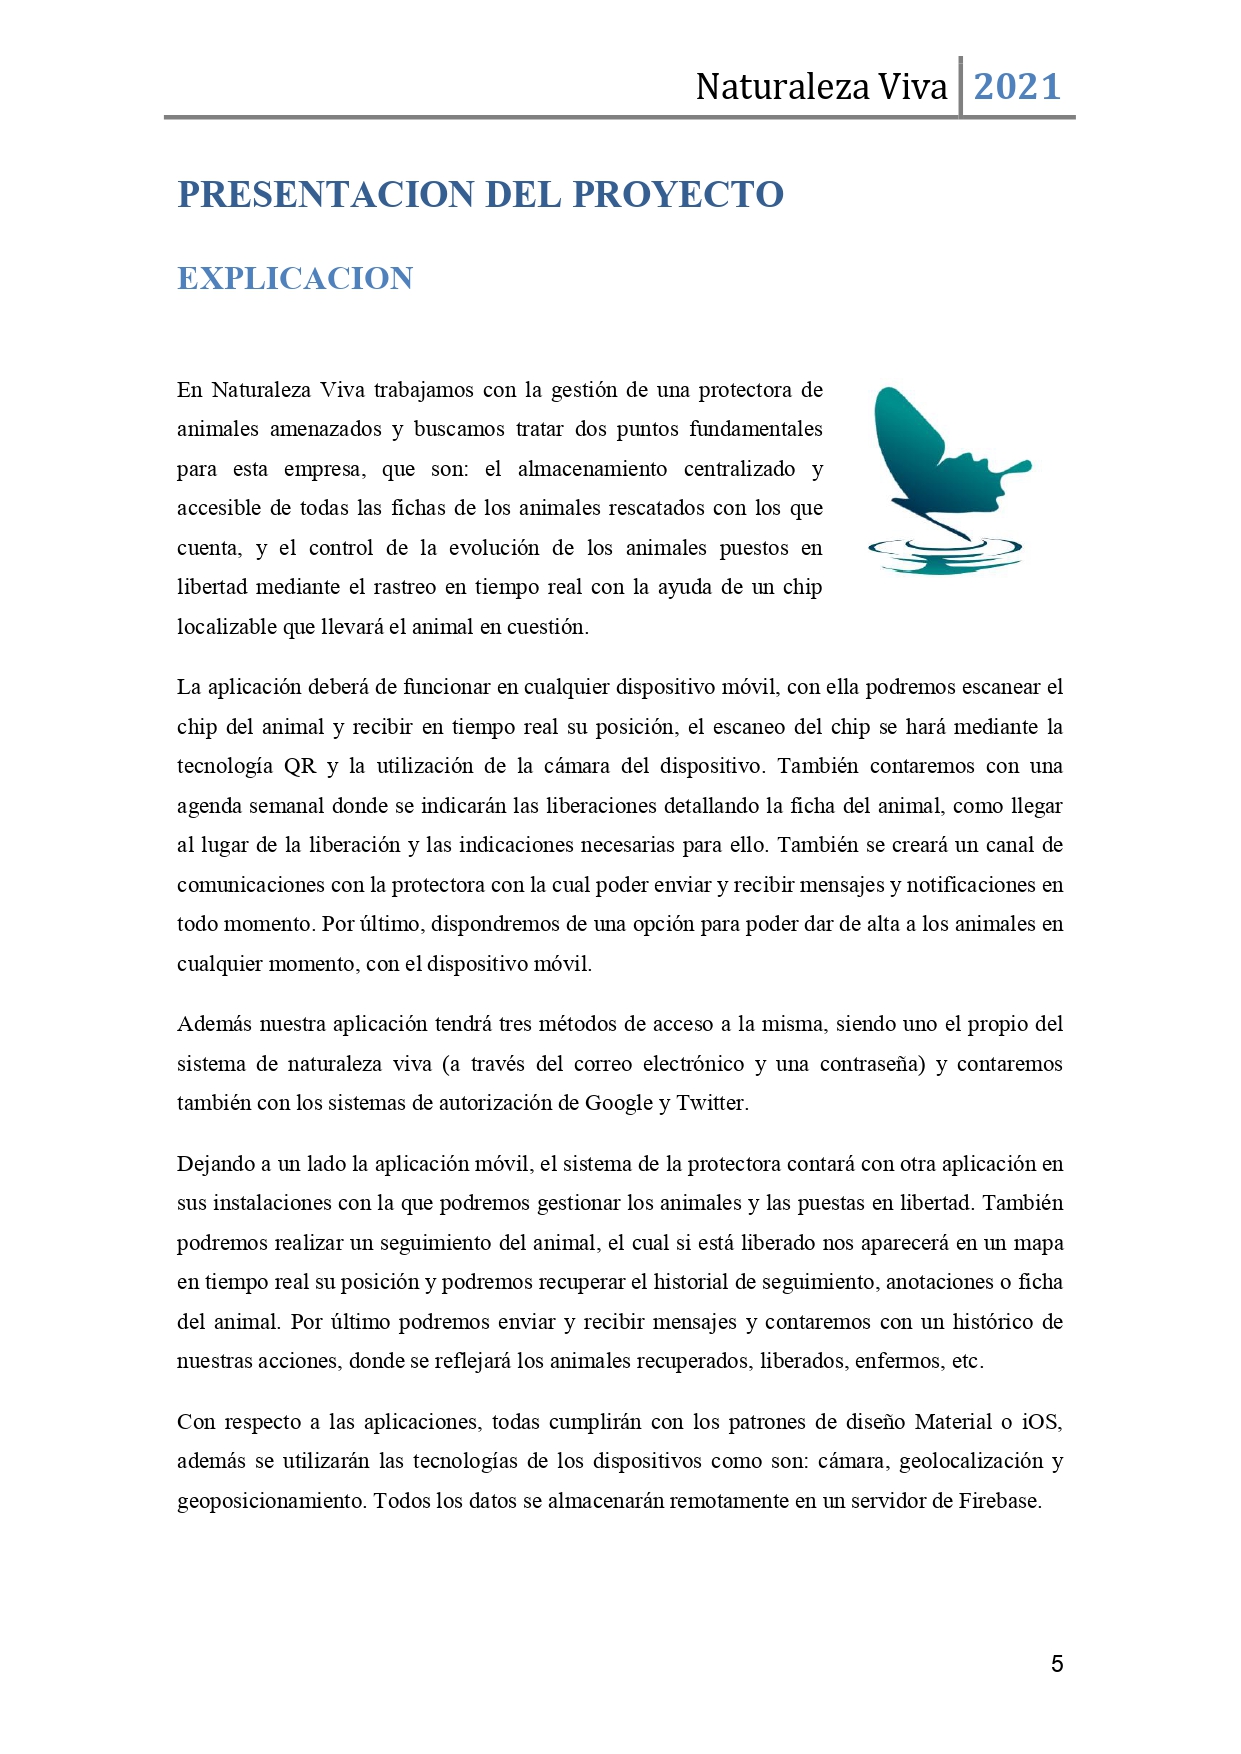 Naturaleza Viva 2021
PRESENTACION DEL PROYECTO
EXPLICACION
En Naturaleza Viva trabajamos con la gestión de una protectora de
animales amenazados y buscamos tratar dos puntos fundamentales
para esta empresa, que son: el almacenamiento centralizado y
accesible de todas las fichas de los animales rescatados con los que
cuenta, y el control de la evolución de los animales puestos en
libertad mediante el rastreo en tiempo real con la ayuda de un chip
localizable que llevará el animal en cuestión.
La aplicación deberá de funcionar en cualquier dispositivo móvil, con ella podremos escanear el
chip del animal y recibir en tiempo real su posición, el escaneo del chip se hará mediante la
tecnología QR y la utilización de la cámara del dispositivo. También contaremos con una
agenda semanal donde se indicarán las liberaciones detallando la ficha del animal, como llegar
al lugar de la liberación y las indicaciones necesarias para ello. También se creará un canal de
comunicaciones con la protectora con la cual poder enviar y recibir mensajes y notificaciones en
todo momento. Por último, dispondremos de una opción para poder dar de alta a los animales en
cualquier momento, con el dispositivo móvil.
Además nuestra aplicación tendrá tres métodos de acceso a la misma, siendo uno el propio del
sistema de naturaleza viva (a través del correo electrónico y una contraseña) y contaremos
también con los sistemas de autorización de Google y Twitter.
Dejando a un lado la aplicación móvil, el sistema de la protectora contará con otra aplicación en
sus instalaciones con la que podremos gestionar los animales y las puestas en libertad. También
podremos realizar un seguimiento del animal, el cual si está liberado nos aparecerá en un mapa
en tiempo real su posición y podremos recuperar el historial de seguimiento, anotaciones o ficha
del animal. Por último podremos enviar y recibir mensajes y contaremos con un histórico de
nuestras acciones, donde se reflejará los animales recuperados, liberados, enfermos, etc.
Con respecto a las aplicaciones, todas cumplirán con los patrones de diseño Material o iOS,
además se utilizarán las tecnologías de los dispositivos como son: cámara, geolocalización y
geoposicionamiento. Todos los datos se almacenarán remotamente en un servidor de Firebase.
5